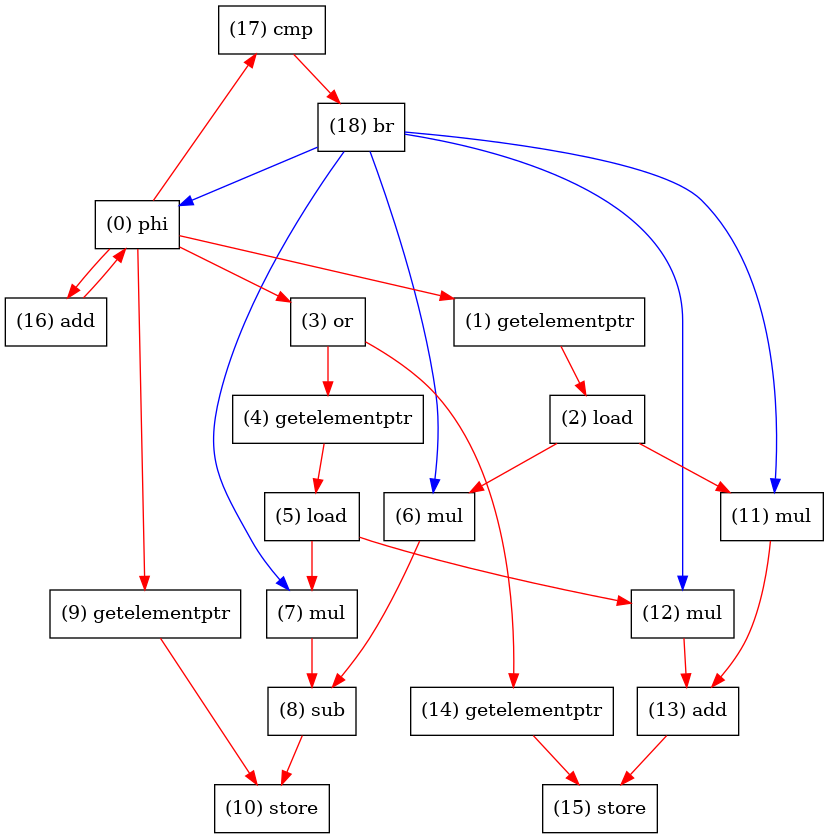 (17) cmp
(18) br
(0) phi
(16) add
(3) or
(1) getelementptr
(4) getelementptr
(2) load
(5) load
(6) mul
(11) mul
(9) getelementptr
(7) mul
(12) mul
(8) sub
(14) getelementptr
(13) add
(10) store
(15) store